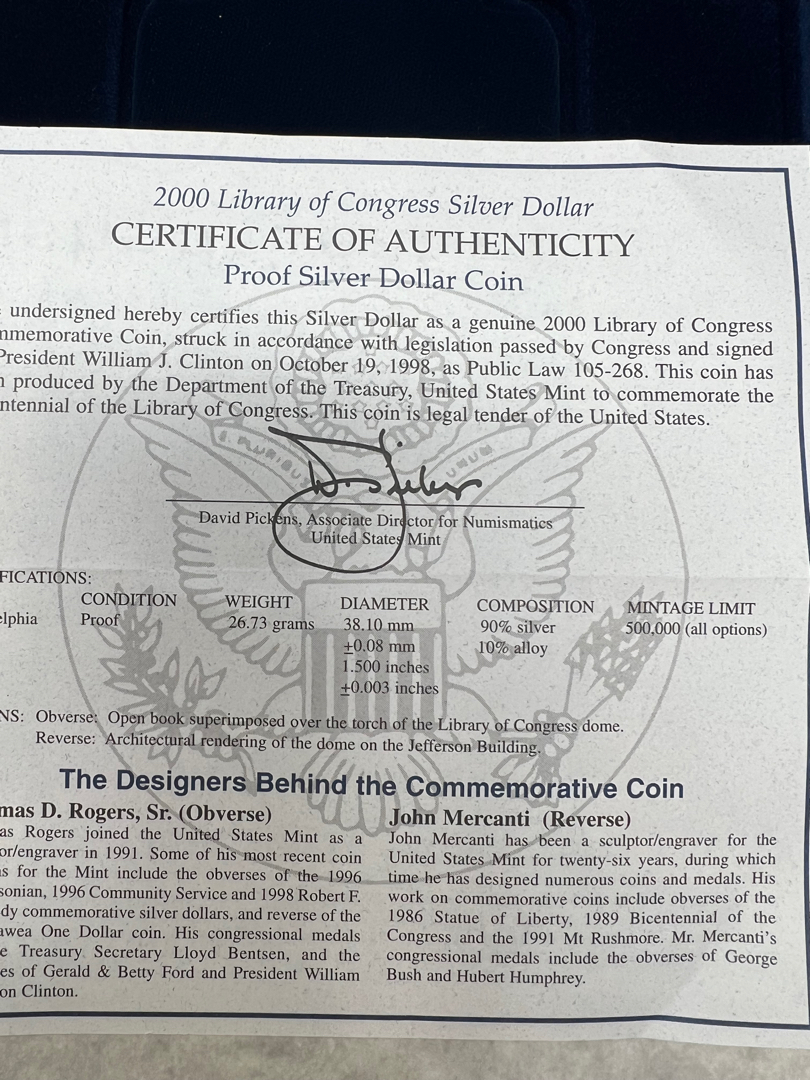 2000 Library of Congress Silver Dollar
CERTIFICATE OF AUTHENTICITY
Proof Silver Dollar Coin
undersigned hereby certifies this Silver Dollar as a genuine 2000 Library of Congress
nmemorative Coin, struck in accordance with legislation passed by Congress and signed
President William J. Clinton on October 19, 1998, as Public Law 105-268. This coin has
produced by the Department of the Treasury, United States Mint to commemorate the
ntennial of the Library of Congress. This coin is legal tender of the United States.
E PLURIBUS UNUM
David Pickens, Associate Director for Numismatics
United States Mint
FICATIONS:
CONDITION WEIGHT DIAMETER COMPOSITION MINTAGE LIMIT
elphia Proof 26.73 grams 38.10 mm 90% silver 500,000 (all options)
±0.08 mm 10% alloy
1.500 inches
±0.003 inches
NS: Obverse: Open book superimposed over the torch of the Library of Congress dome.
Reverse: Architectural rendering of the dome on the Jefferson Building.
The Designers Behind the Commemorative Coin
mas D. Rogers, Sr. (Obverse)
as Rogers joined the United States Mint as a
or/engraver in 1991. Some of his most recent coin
s for the Mint include the obverses of the 1996
sonian, 1996 Community Service and 1998 Robert F.
dy commemorative silver dollars, and reverse of the
awea One Dollar coin. His congressional medals
e Treasury Secretary Lloyd Bentsen, and the
es of Gerald & Betty Ford and President William
on Clinton.
John Mercanti (Reverse)
John Mercanti has been a sculptor/engraver for the
United States Mint for twenty-six years, during which
time he has designed numerous coins and medals. His
work on commemorative coins include obverses of the
1986 Statue of Liberty, 1989 Bicentennial of the
Congress and the 1991 Mt Rushmore. Mr. Mercanti's
congressional medals include the obverses of George
Bush and Hubert Humphrey.